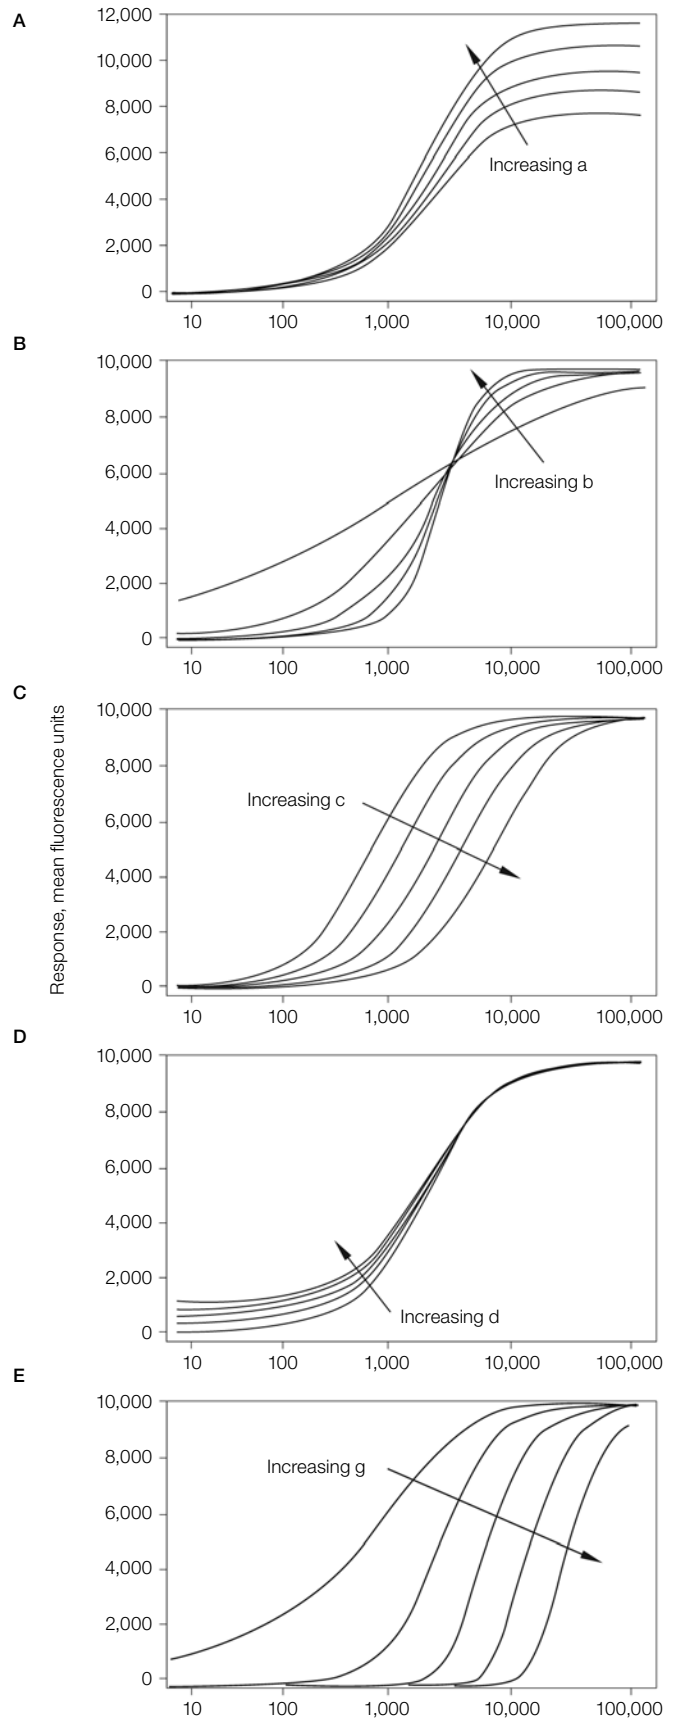 A
12,000
10,000
8,000
6,000
4,000
2,000
0
Increasing a
10 100 1,000 10,000 100,000
B
10,000
8,000
6,000
4,000
2,000
0
Increasing b
10 100 1,000 10,000 100,000
Response, mean fluorescence units
C
10,000
8,000
6,000
4,000
2,000
0
Increasing c
10 100 1,000 10,000 100,000
D
10,000
8,000
6,000
4,000
2,000
0
Increasing d
10 100 1,000 10,000 100,000
E
10,000
8,000
6,000
4,000
2,000
0
Increasing g
10 100 1,000 10,000 100,000